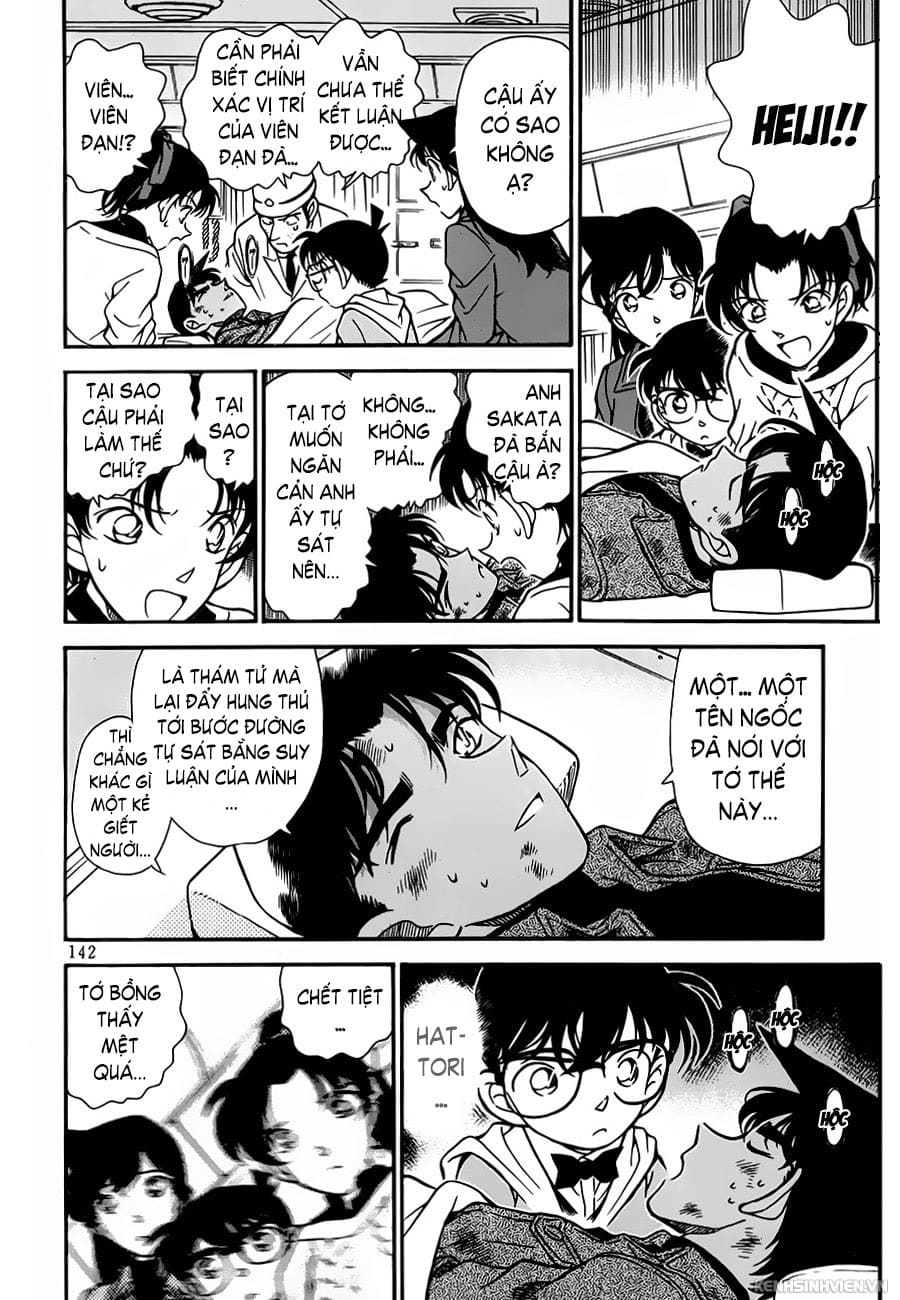 HEIJI!!
HỘC
HỘC
CẬU ẤY
CÓ SAO
KHÔNG
Ạ?
VẪN
CHƯA THỂ
KẾT LUẬN
ĐƯỢC...
CẦN PHẢI
BIẾT CHÍNH
XÁC VỊ TRÍ
CỦA VIÊN
ĐẠN ĐÃ...
VIÊN...
VIÊN
ĐẠN!?
ANH
SAKATA
ĐÃ BẮN
CẬU À?
KHÔNG...
KHÔNG
PHẢI...
TẠI TỚ
MUỐN
NGĂN
CẢN ANH
ẤY TỰ
SÁT
NÊN...
TẠI
SAO
?
TẠI SAO
CẬU PHẢI
LÀM THẾ
CHỨ?
MỘT... MỘT
TÊN NGỐC
ĐÃ NÓI VỚI
TỚ THẾ
NÀY...
LÀ THÁM TỬ MÀ
LẠI ĐẨY HUNG THỦ
TỚI BƯỚC ĐƯỜNG
TỰ SÁT BẰNG SUY
LUẬN CỦA MÌNH
...
THÌ
CHẲNG
KHÁC GÌ
MỘT KẺ
GIẾT
NGƯỜI...
142
HỘC
HỘC
HỘC
HAT-
TORI
...
CHẾT TIỆT
...
TỚ BỖNG
THẤY
MỆT
QUÁ...
KENHSINHVIEN.VN